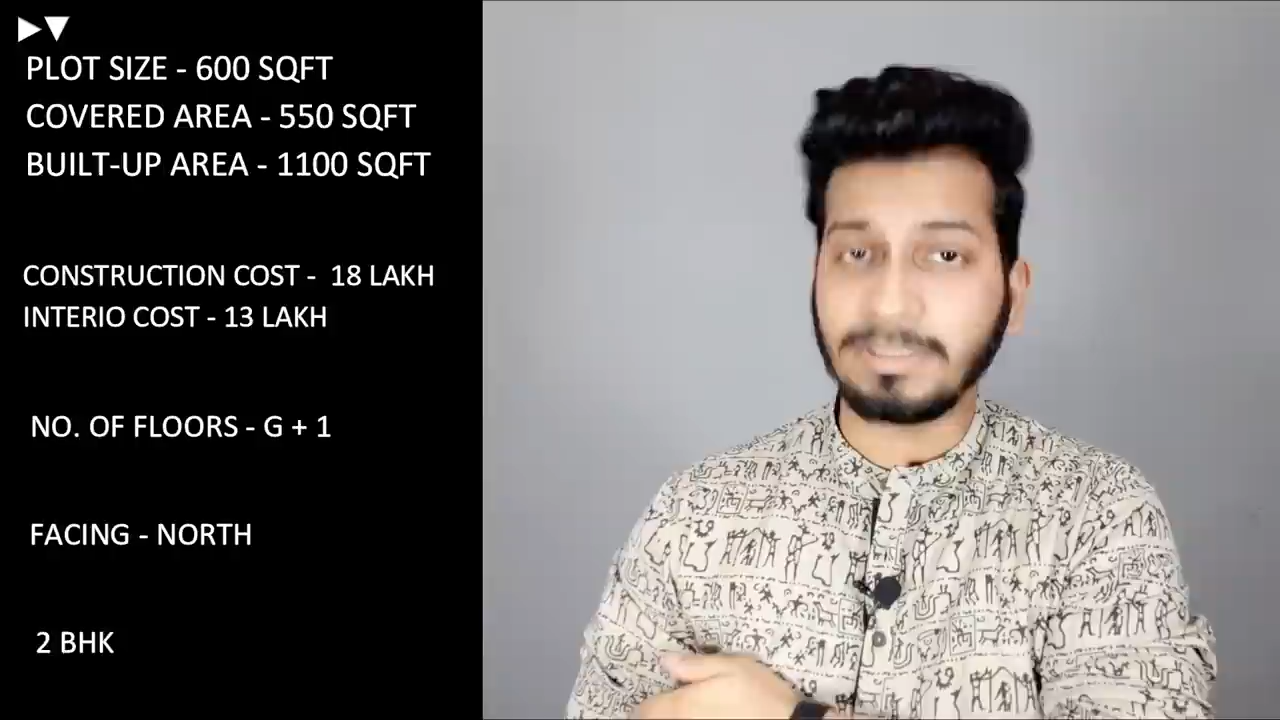 PLOT SIZE - 600 SQFT
COVERED AREA - 550 SQFT
BUILT-UP AREA - 1100 SQFT
CONSTRUCTION COST - 18 LAKH
INTERIO COST - 13 LAKH
NO. OF FLOORS - G + 1
FACING - NORTH
2 BHK